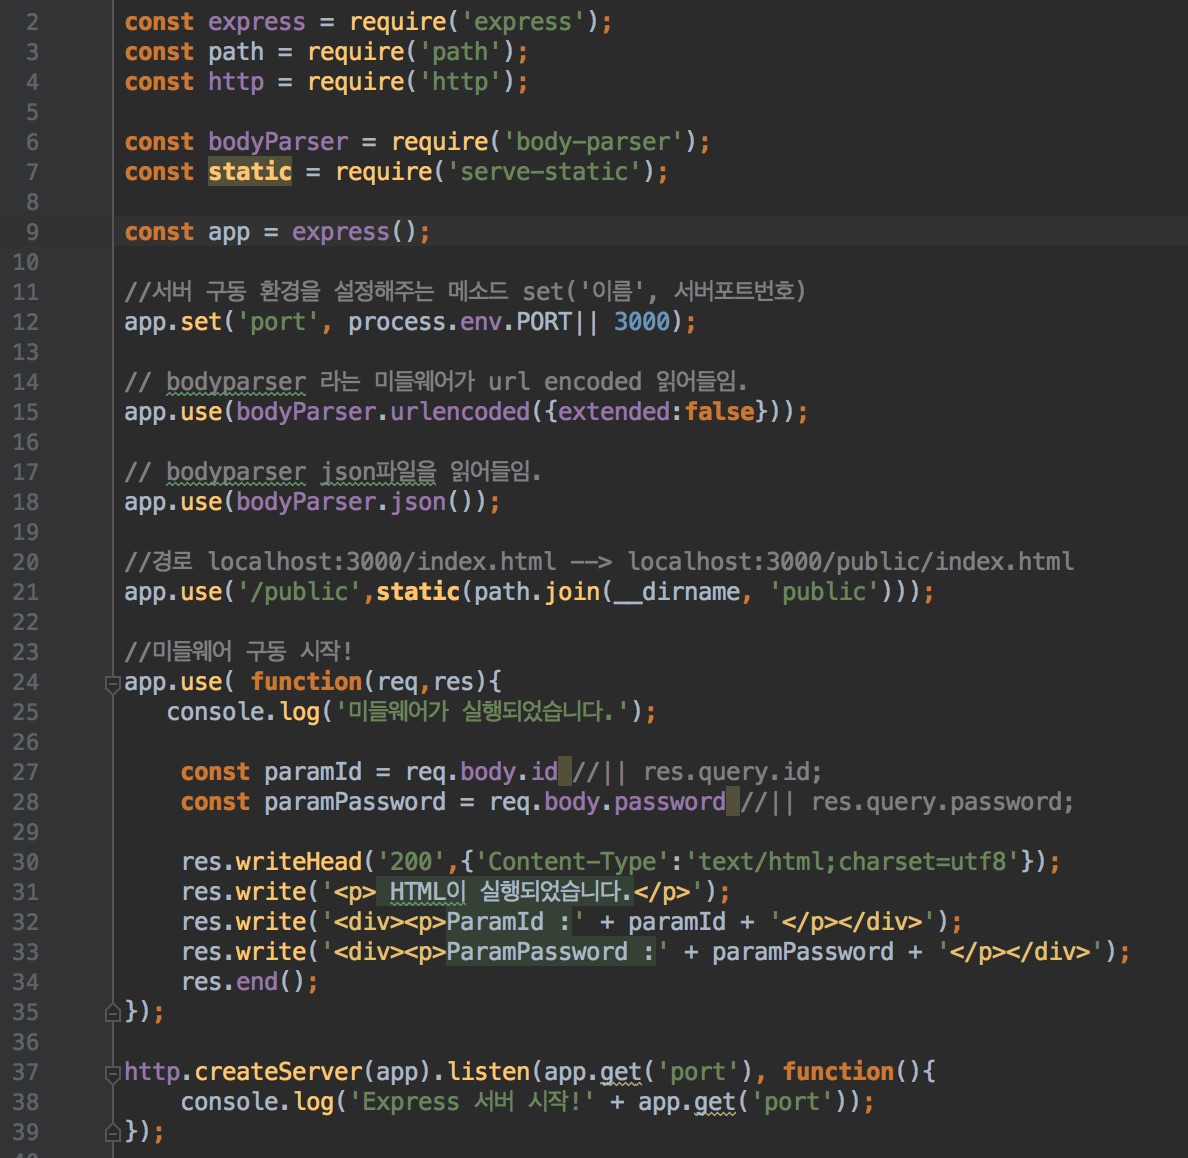 2 const express = require('express');
3 const path = require('path');
4 const http = require('http');
5
6 const bodyParser = require('body-parser');
7 const static = require('serve-static');
8
9 const app = express();
10
11 //서버 구동 환경을 설정해주는 메소드 set('이름', 서버포트번호)
12 app.set('port', process.env.PORT|| 3000);
13
14 // bodyparser 라는 미들웨어가 url encoded 읽어들임.
15 app.use(bodyParser.urlencoded({extended:false}));
16
17 // bodyparser json파일을 읽어들임.
18 app.use(bodyParser.json());
19
20 //경로 localhost:3000/index.html --> localhost:3000/public/index.html
21 app.use('/public',static(path.join(__dirname, 'public')));
22
23 //미들웨어 구동 시작!
24 app.use( function(req,res){
25    console.log('미들웨어가 실행되었습니다.');
26
27     const paramId = req.body.id //|| res.query.id;
28     const paramPassword = req.body.password //|| res.query.password;
29
30     res.writeHead('200',{'Content-Type':'text/html;charset=utf8'});
31     res.write('<p> HTML이 실행되었습니다.</p>');
32     res.write('<div><p>ParamId :' + paramId + '</p></div>');
33     res.write('<div><p>ParamPassword :' + paramPassword + '</p></div>');
34     res.end();
35 });
36
37 http.createServer(app).listen(app.get('port'), function(){
38     console.log('Express 서버 시작!' + app.get('port'));
39 });